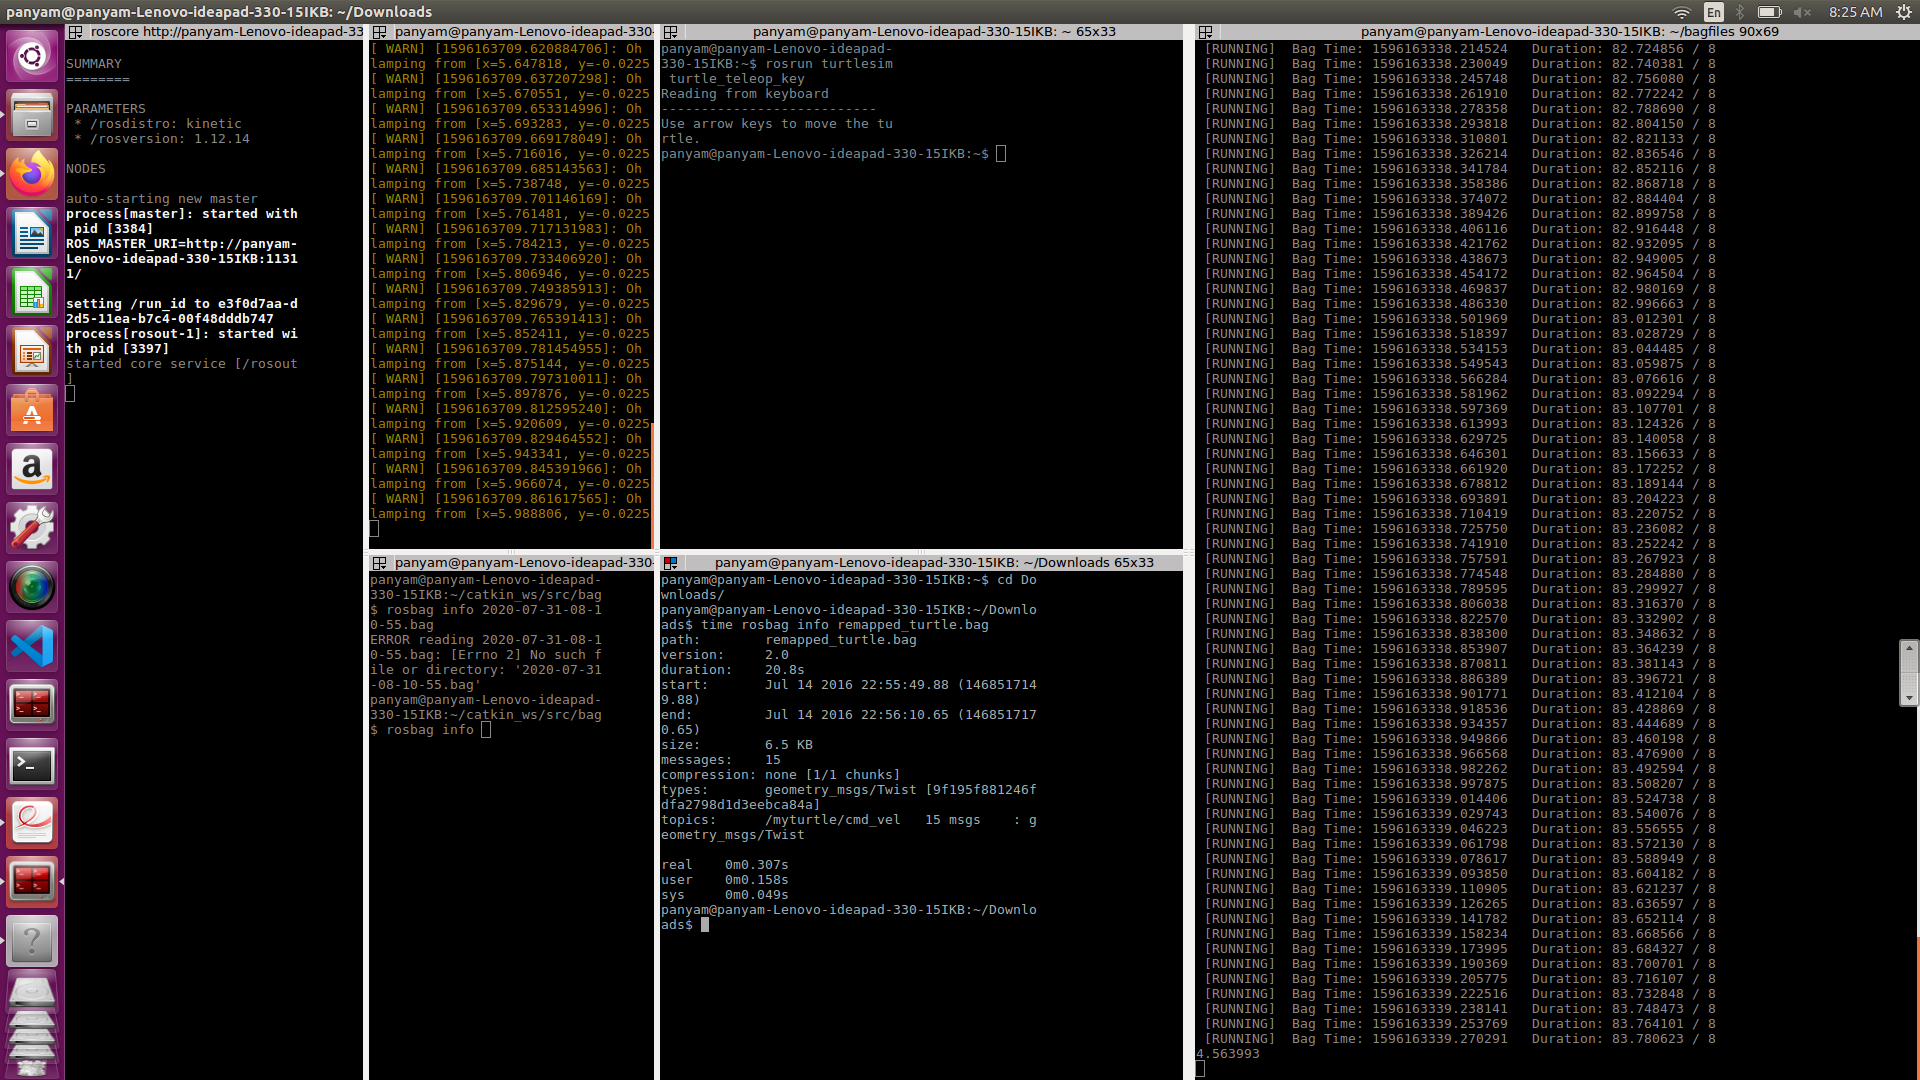 panyam@panyam-Lenovo-ideapad-330-15IKB: ~/Downloads
En
8:25 AM
roscore http://panyam-Lenovo-ideapad-33
SUMMARY
========
PARAMETERS
 * /rosdistro: kinetic
 * /rosversion: 1.12.14
NODES
auto-starting new master
process[master]: started with
 pid [3384]
ROS_MASTER_URI=http://panyam-
Lenovo-ideapad-330-15IKB:1131
1/
setting /run_id to e3f0d7aa-d
2d5-11ea-b7c4-00f48dddb747
process[rosout-1]: started wi
th pid [3397]
started core service [/rosout
]
panyam@panyam-Lenovo-ideapad-330-
[ WARN] [1596163709.620884706]: Oh
lamping from [x=5.647818, y=-0.0225
[ WARN] [1596163709.637207298]: Oh
lamping from [x=5.670551, y=-0.0225
[ WARN] [1596163709.653314996]: Oh
lamping from [x=5.693283, y=-0.0225
[ WARN] [1596163709.669178049]: Oh
lamping from [x=5.716016, y=-0.0225
[ WARN] [1596163709.685143563]: Oh
lamping from [x=5.738748, y=-0.0225
[ WARN] [1596163709.701146169]: Oh
lamping from [x=5.761481, y=-0.0225
[ WARN] [1596163709.717131983]: Oh
lamping from [x=5.784213, y=-0.0225
[ WARN] [1596163709.733406920]: Oh
lamping from [x=5.806946, y=-0.0225
[ WARN] [1596163709.749385913]: Oh
lamping from [x=5.829679, y=-0.0225
[ WARN] [1596163709.765391413]: Oh
lamping from [x=5.852411, y=-0.0225
[ WARN] [1596163709.781454955]: Oh
lamping from [x=5.875144, y=-0.0225
[ WARN] [1596163709.797310011]: Oh
lamping from [x=5.897876, y=-0.0225
[ WARN] [1596163709.812595240]: Oh
lamping from [x=5.920609, y=-0.0225
[ WARN] [1596163709.829464552]: Oh
lamping from [x=5.943341, y=-0.0225
[ WARN] [1596163709.845391966]: Oh
lamping from [x=5.966074, y=-0.0225
[ WARN] [1596163709.861617565]: Oh
lamping from [x=5.988806, y=-0.0225
panyam@panyam-Lenovo-ideapad-330-15IKB: ~ 65x33
panyam@panyam-Lenovo-ideapad-
330-15IKB:~$ rosrun turtlesim
 turtle_teleop_key
Reading from keyboard
---------------------------
Use arrow keys to move the tu
rtle.
panyam@panyam-Lenovo-ideapad-330-15IKB:~$
panyam@panyam-Lenovo-ideapad-330-
panyam@panyam-Lenovo-ideapad-
330-15IKB:~/catkin_ws/src/bag
$ rosbag info 2020-07-31-08-1
0-55.bag
ERROR reading 2020-07-31-08-1
0-55.bag: [Errno 2] No such f
ile or directory: '2020-07-31
-08-10-55.bag'
panyam@panyam-Lenovo-ideapad-
330-15IKB:~/catkin_ws/src/bag
$ rosbag info
panyam@panyam-Lenovo-ideapad-330-15IKB: ~/Downloads 65x33
panyam@panyam-Lenovo-ideapad-330-15IKB:~$ cd Do
wnloads/
panyam@panyam-Lenovo-ideapad-330-15IKB:~/Downlo
ads$ time rosbag info remapped_turtle.bag
path:        remapped_turtle.bag
version:     2.0
duration:    20.8s
start:       Jul 14 2016 22:55:49.88 (146851714
9.88)
end:         Jul 14 2016 22:56:10.65 (146851717
0.65)
size:        6.5 KB
messages:    15
compression: none [1/1 chunks]
types:       geometry_msgs/Twist [9f195f881246f
dfa2798d1d3eebca84a]
topics:      /myturtle/cmd_vel   15 msgs    : g
eometry_msgs/Twist
real    0m0.307s
user    0m0.158s
sys     0m0.049s
panyam@panyam-Lenovo-ideapad-330-15IKB:~/Downlo
ads$
panyam@panyam-Lenovo-ideapad-330-15IKB: ~/bagfiles 90x69
[RUNNING]  Bag Time: 1596163338.214524   Duration: 82.724856 / 8
[RUNNING]  Bag Time: 1596163338.230049   Duration: 82.740381 / 8
[RUNNING]  Bag Time: 1596163338.245748   Duration: 82.756080 / 8
[RUNNING]  Bag Time: 1596163338.261910   Duration: 82.772242 / 8
[RUNNING]  Bag Time: 1596163338.278358   Duration: 82.788690 / 8
[RUNNING]  Bag Time: 1596163338.293818   Duration: 82.804150 / 8
[RUNNING]  Bag Time: 1596163338.310801   Duration: 82.821133 / 8
[RUNNING]  Bag Time: 1596163338.326214   Duration: 82.836546 / 8
[RUNNING]  Bag Time: 1596163338.341784   Duration: 82.852116 / 8
[RUNNING]  Bag Time: 1596163338.358386   Duration: 82.868718 / 8
[RUNNING]  Bag Time: 1596163338.374072   Duration: 82.884404 / 8
[RUNNING]  Bag Time: 1596163338.389426   Duration: 82.899758 / 8
[RUNNING]  Bag Time: 1596163338.406116   Duration: 82.916448 / 8
[RUNNING]  Bag Time: 1596163338.421762   Duration: 82.932095 / 8
[RUNNING]  Bag Time: 1596163338.438673   Duration: 82.949005 / 8
[RUNNING]  Bag Time: 1596163338.454172   Duration: 82.964504 / 8
[RUNNING]  Bag Time: 1596163338.469837   Duration: 82.980169 / 8
[RUNNING]  Bag Time: 1596163338.486330   Duration: 82.996663 / 8
[RUNNING]  Bag Time: 1596163338.501969   Duration: 83.012301 / 8
[RUNNING]  Bag Time: 1596163338.518397   Duration: 83.028729 / 8
[RUNNING]  Bag Time: 1596163338.534153   Duration: 83.044485 / 8
[RUNNING]  Bag Time: 1596163338.549543   Duration: 83.059875 / 8
[RUNNING]  Bag Time: 1596163338.566284   Duration: 83.076616 / 8
[RUNNING]  Bag Time: 1596163338.581962   Duration: 83.092294 / 8
[RUNNING]  Bag Time: 1596163338.597369   Duration: 83.107701 / 8
[RUNNING]  Bag Time: 1596163338.613993   Duration: 83.124326 / 8
[RUNNING]  Bag Time: 1596163338.629725   Duration: 83.140058 / 8
[RUNNING]  Bag Time: 1596163338.646301   Duration: 83.156633 / 8
[RUNNING]  Bag Time: 1596163338.661920   Duration: 83.172252 / 8
[RUNNING]  Bag Time: 1596163338.678812   Duration: 83.189144 / 8
[RUNNING]  Bag Time: 1596163338.693891   Duration: 83.204223 / 8
[RUNNING]  Bag Time: 1596163338.710419   Duration: 83.220752 / 8
[RUNNING]  Bag Time: 1596163338.725750   Duration: 83.236082 / 8
[RUNNING]  Bag Time: 1596163338.741910   Duration: 83.252242 / 8
[RUNNING]  Bag Time: 1596163338.757591   Duration: 83.267923 / 8
[RUNNING]  Bag Time: 1596163338.774548   Duration: 83.284880 / 8
[RUNNING]  Bag Time: 1596163338.789595   Duration: 83.299927 / 8
[RUNNING]  Bag Time: 1596163338.806038   Duration: 83.316370 / 8
[RUNNING]  Bag Time: 1596163338.822570   Duration: 83.332902 / 8
[RUNNING]  Bag Time: 1596163338.838300   Duration: 83.348632 / 8
[RUNNING]  Bag Time: 1596163338.853907   Duration: 83.364239 / 8
[RUNNING]  Bag Time: 1596163338.870811   Duration: 83.381143 / 8
[RUNNING]  Bag Time: 1596163338.886389   Duration: 83.396721 / 8
[RUNNING]  Bag Time: 1596163338.901771   Duration: 83.412104 / 8
[RUNNING]  Bag Time: 1596163338.918536   Duration: 83.428869 / 8
[RUNNING]  Bag Time: 1596163338.934357   Duration: 83.444689 / 8
[RUNNING]  Bag Time: 1596163338.949866   Duration: 83.460198 / 8
[RUNNING]  Bag Time: 1596163338.966568   Duration: 83.476900 / 8
[RUNNING]  Bag Time: 1596163338.982262   Duration: 83.492594 / 8
[RUNNING]  Bag Time: 1596163338.997875   Duration: 83.508207 / 8
[RUNNING]  Bag Time: 1596163339.014406   Duration: 83.524738 / 8
[RUNNING]  Bag Time: 1596163339.029743   Duration: 83.540076 / 8
[RUNNING]  Bag Time: 1596163339.046223   Duration: 83.556555 / 8
[RUNNING]  Bag Time: 1596163339.061798   Duration: 83.572130 / 8
[RUNNING]  Bag Time: 1596163339.078617   Duration: 83.588949 / 8
[RUNNING]  Bag Time: 1596163339.093850   Duration: 83.604182 / 8
[RUNNING]  Bag Time: 1596163339.110905   Duration: 83.621237 / 8
[RUNNING]  Bag Time: 1596163339.126265   Duration: 83.636597 / 8
[RUNNING]  Bag Time: 1596163339.141782   Duration: 83.652114 / 8
[RUNNING]  Bag Time: 1596163339.158234   Duration: 83.668566 / 8
[RUNNING]  Bag Time: 1596163339.173995   Duration: 83.684327 / 8
[RUNNING]  Bag Time: 1596163339.190369   Duration: 83.700701 / 8
[RUNNING]  Bag Time: 1596163339.205775   Duration: 83.716107 / 8
[RUNNING]  Bag Time: 1596163339.222516   Duration: 83.732848 / 8
[RUNNING]  Bag Time: 1596163339.238141   Duration: 83.748473 / 8
[RUNNING]  Bag Time: 1596163339.253769   Duration: 83.764101 / 8
[RUNNING]  Bag Time: 1596163339.270291   Duration: 83.780623 / 8
4.563993